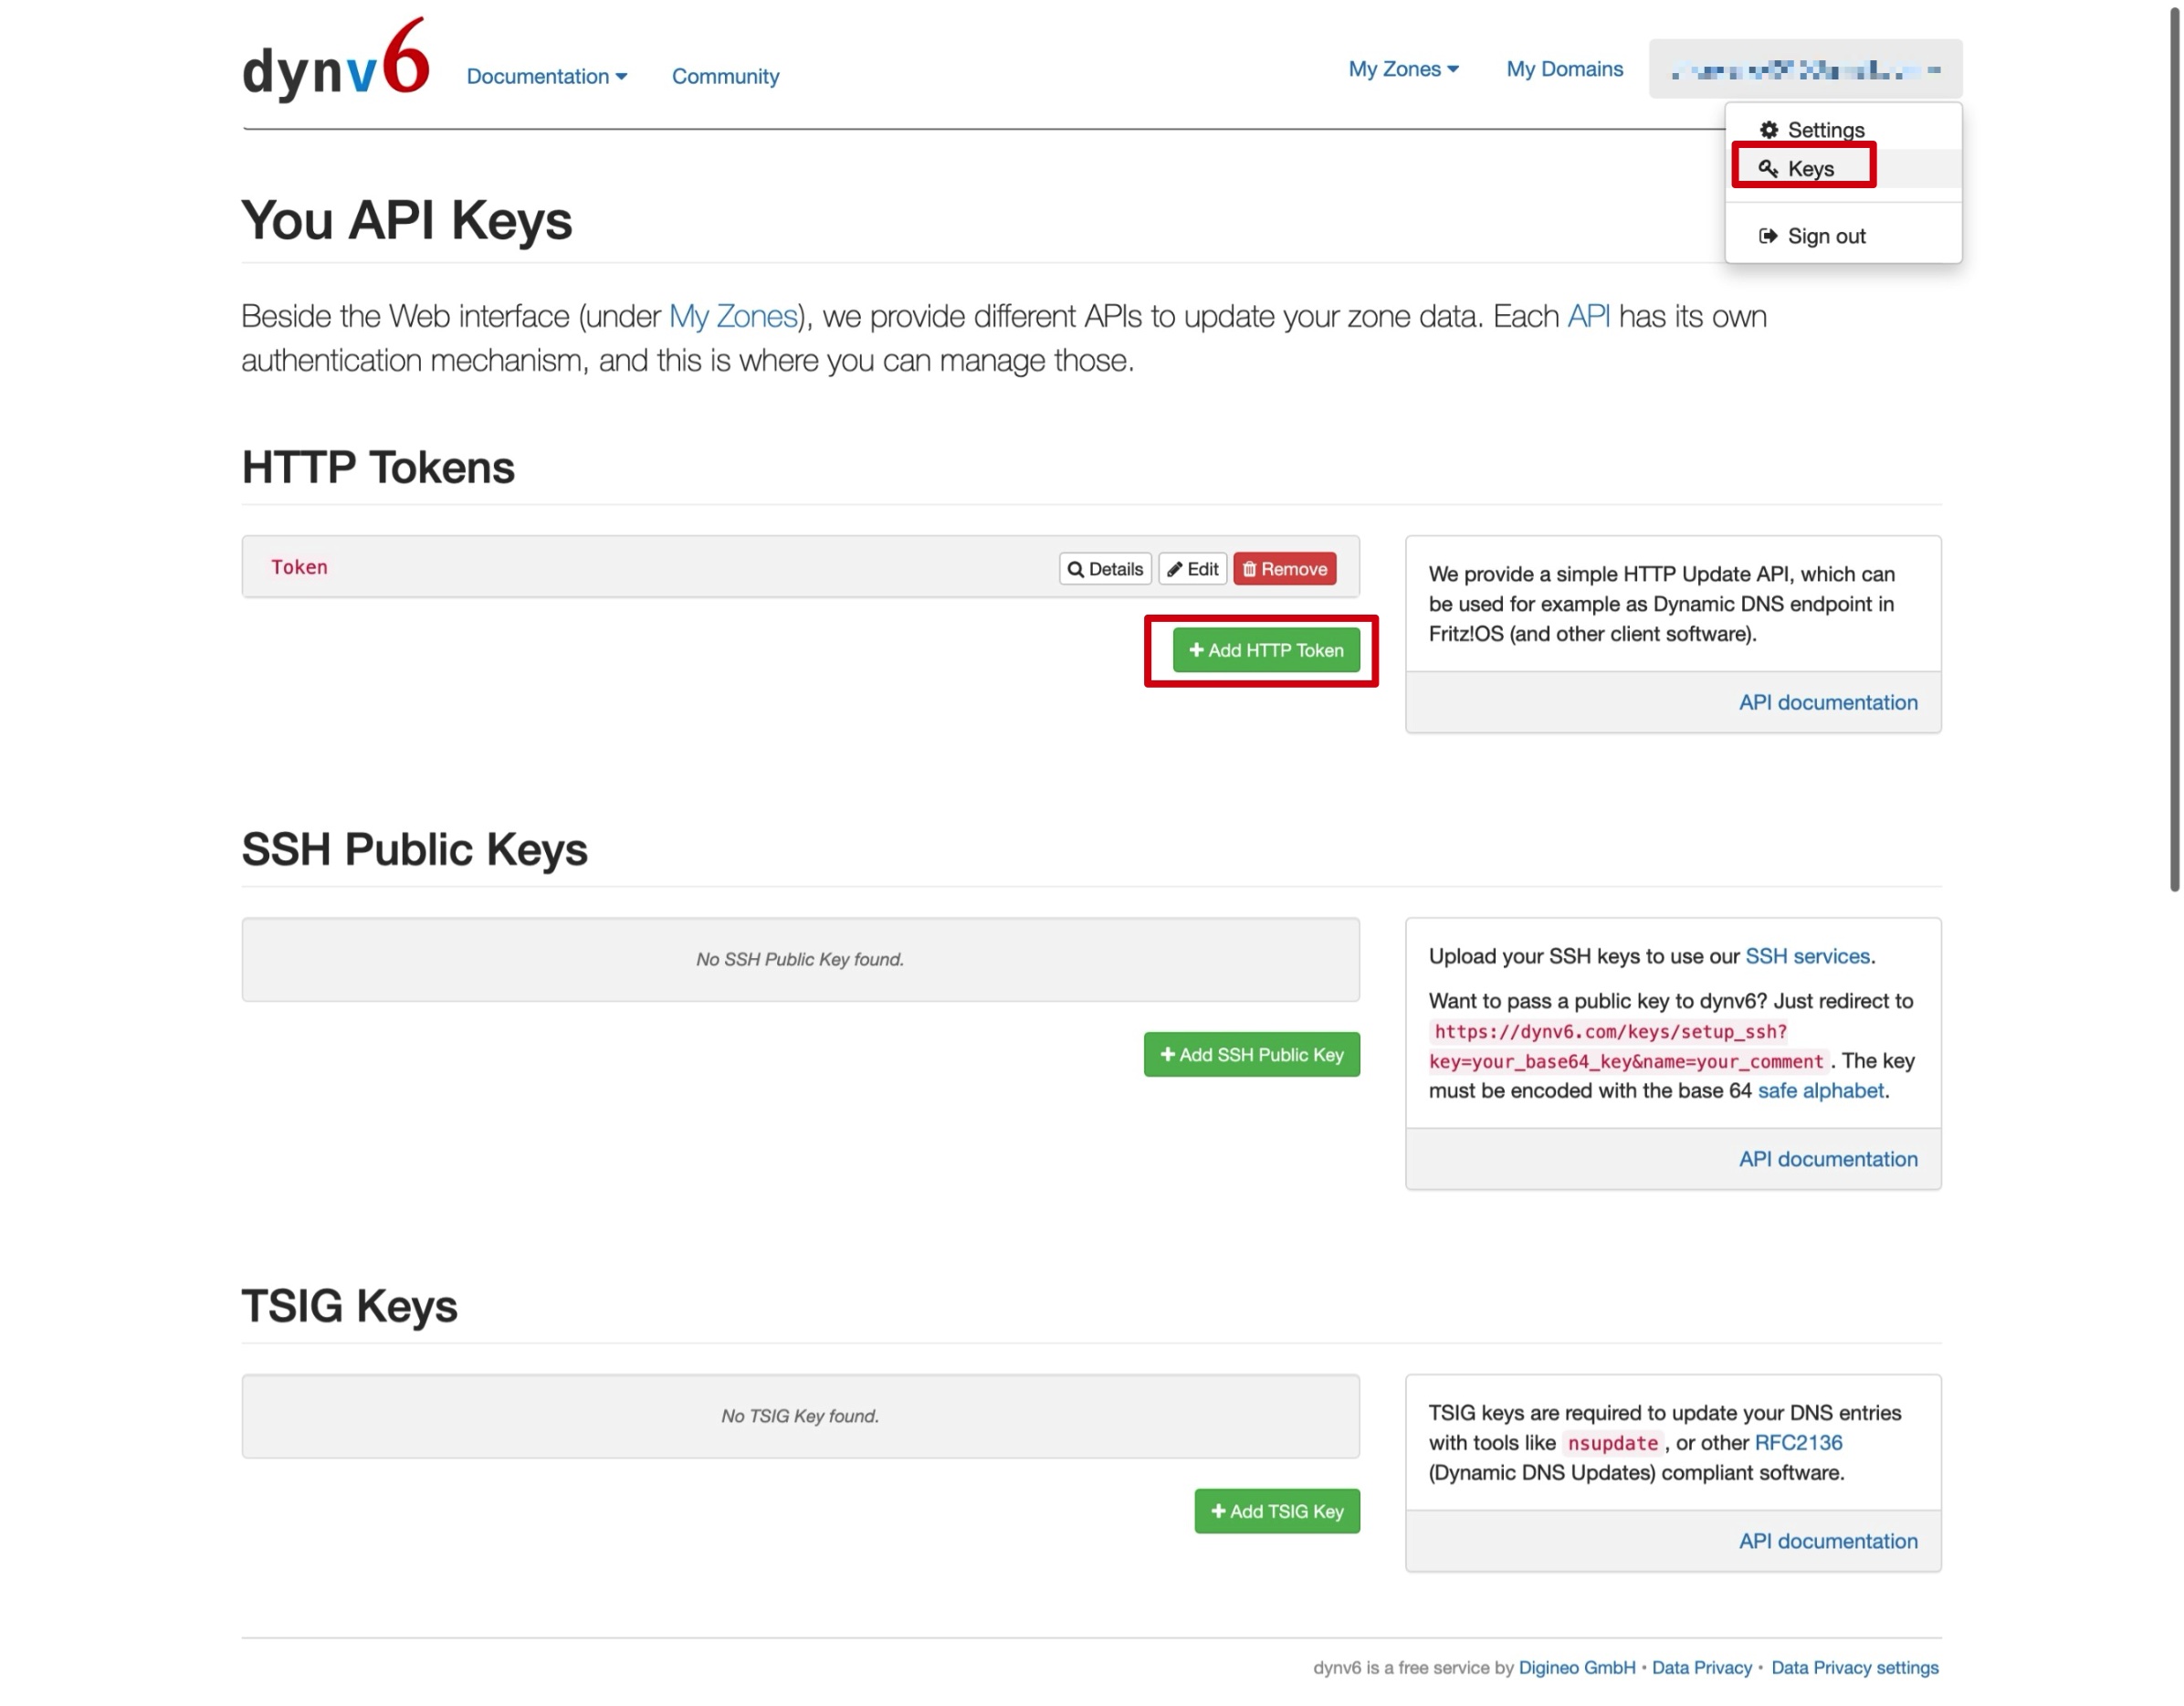 dynv6
Documentation
Community
My Zones
My Domains
Settings
Keys
Sign out
You API Keys
Beside the Web interface (under My Zones), we provide different APIs to update your zone data. Each API has its own
authentication mechanism, and this is where you can manage those.
HTTP Tokens
Token
Details
Edit
Remove
Add HTTP Token
We provide a simple HTTP Update API, which can
be used for example as Dynamic DNS endpoint in
Fritz!OS (and other client software).
API documentation
SSH Public Keys
No SSH Public Key found.
Add SSH Public Key
Upload your SSH keys to use our SSH services.
Want to pass a public key to dynv6? Just redirect to
https://dynv6.com/keys/setup_ssh?
key=your_base64_key&name=your_comment. The key
must be encoded with the base 64 safe alphabet.
API documentation
TSIG Keys
No TSIG Key found.
Add TSIG Key
TSIG keys are required to update your DNS entries
with tools like nsupdate, or other RFC2136
(Dynamic DNS Updates) compliant software.
API documentation
dynv6 is a free service by Digineo GmbH • Data Privacy • Data Privacy settings